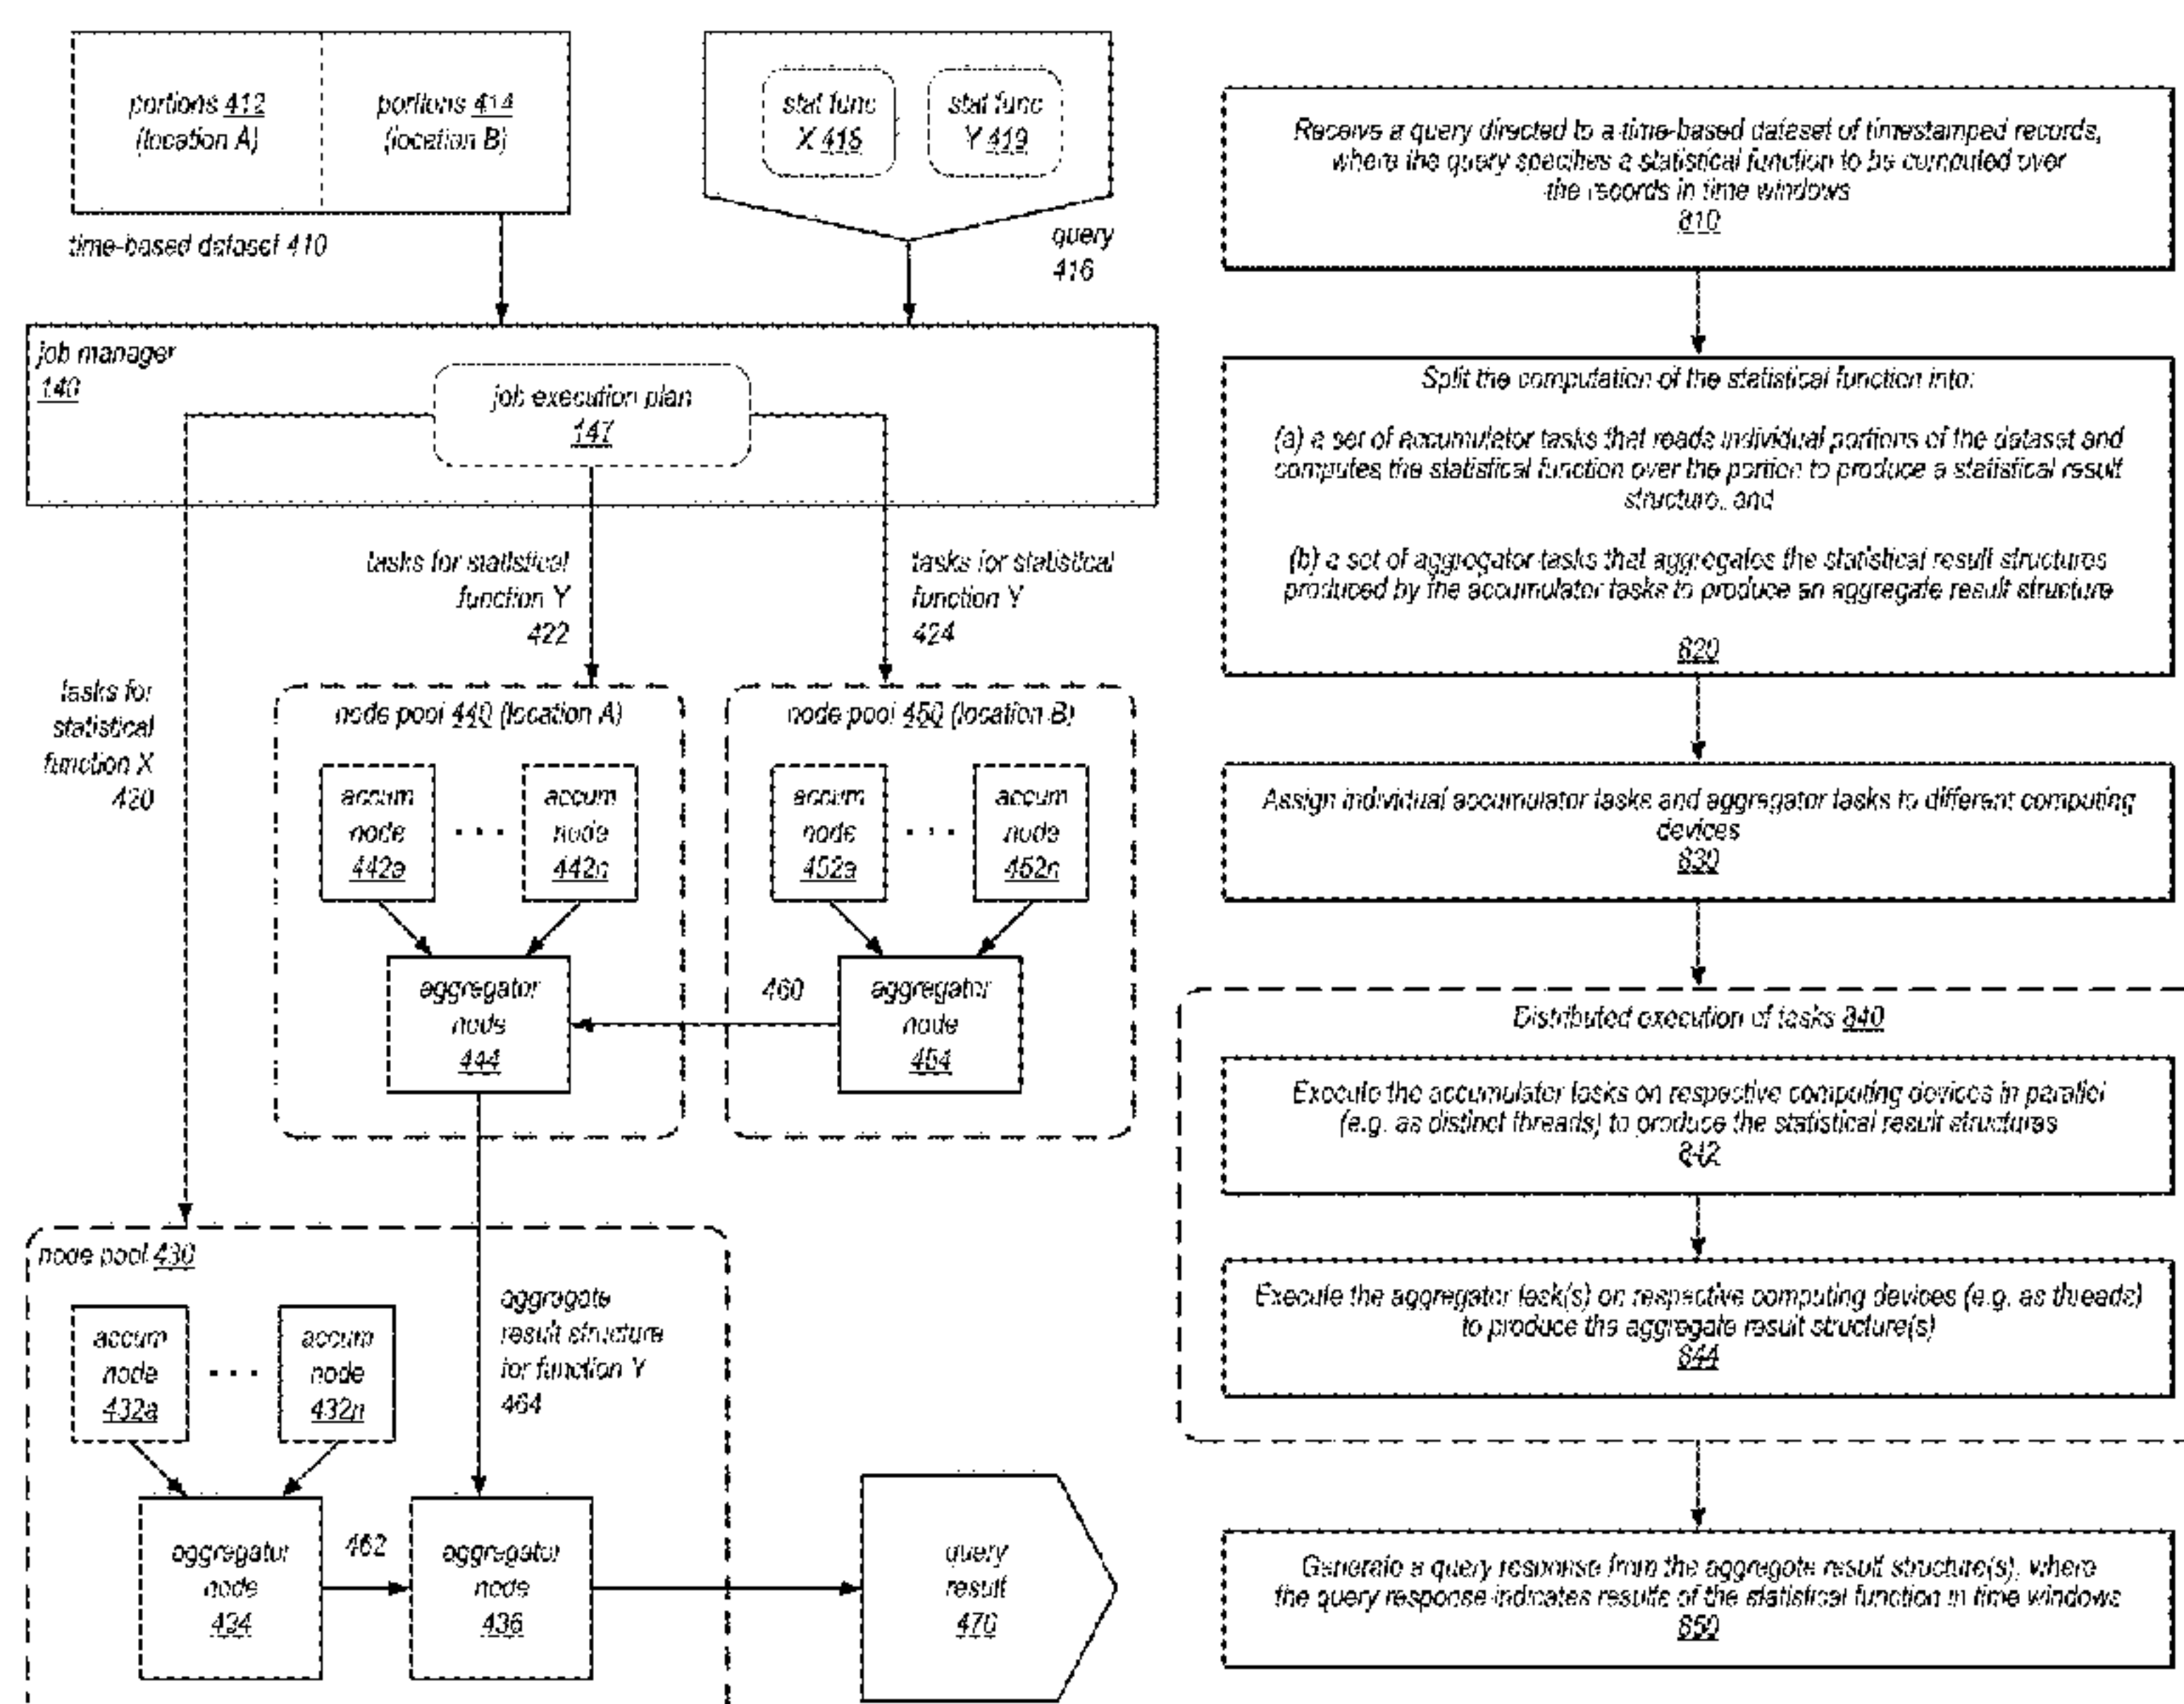 portions 412
(location A)
portions 414
(location B)
time-based dataset 410
stat func
X 418
stat func
Y 419
query
416
job manager
140
job execution plan
147
tasks for statistical
function Y
422
tasks for statistical
function Y
424
tasks for
statistical
function X
420
node pool 440 (location A)
accum
node
442a
. . .
accum
node
442n
aggregator
node
444
node pool 450 (location B)
accum
node
452a
. . .
accum
node
452n
460
aggregator
node
454
node pool 430
accum
node
432a
. . .
accum
node
432n
aggregate
result structure
for function Y
464
aggregator
node
434
462
aggregator
node
436
query
result
470
Receive a query directed to a time-based dataset of timestamped records,
where the query specifies a statistical function to be computed over
the records in time windows
810
Split the computation of the statistical function into:
(a) a set of accumulator tasks that reads individual portions of the dataset and
computes the statistical function over the portion to produce a statistical result
structure, and
(b) a set of aggregator tasks that aggregates the statistical result structures
produced by the accumulator tasks to produce an aggregate result structure
820
Assign individual accumulator tasks and aggregator tasks to different computing
devices
830
Distributed execution of tasks 840
Execute the accumulator tasks on respective computing devices in parallel
(e.g. as distinct threads) to produce the statistical result structures
842
Execute the aggregator task(s) on respective computing devices (e.g. as threads)
to produce the aggregate result structure(s)
844
Generate a query response from the aggregate result structure(s), where
the query response indicates results of the statistical function in time windows
850